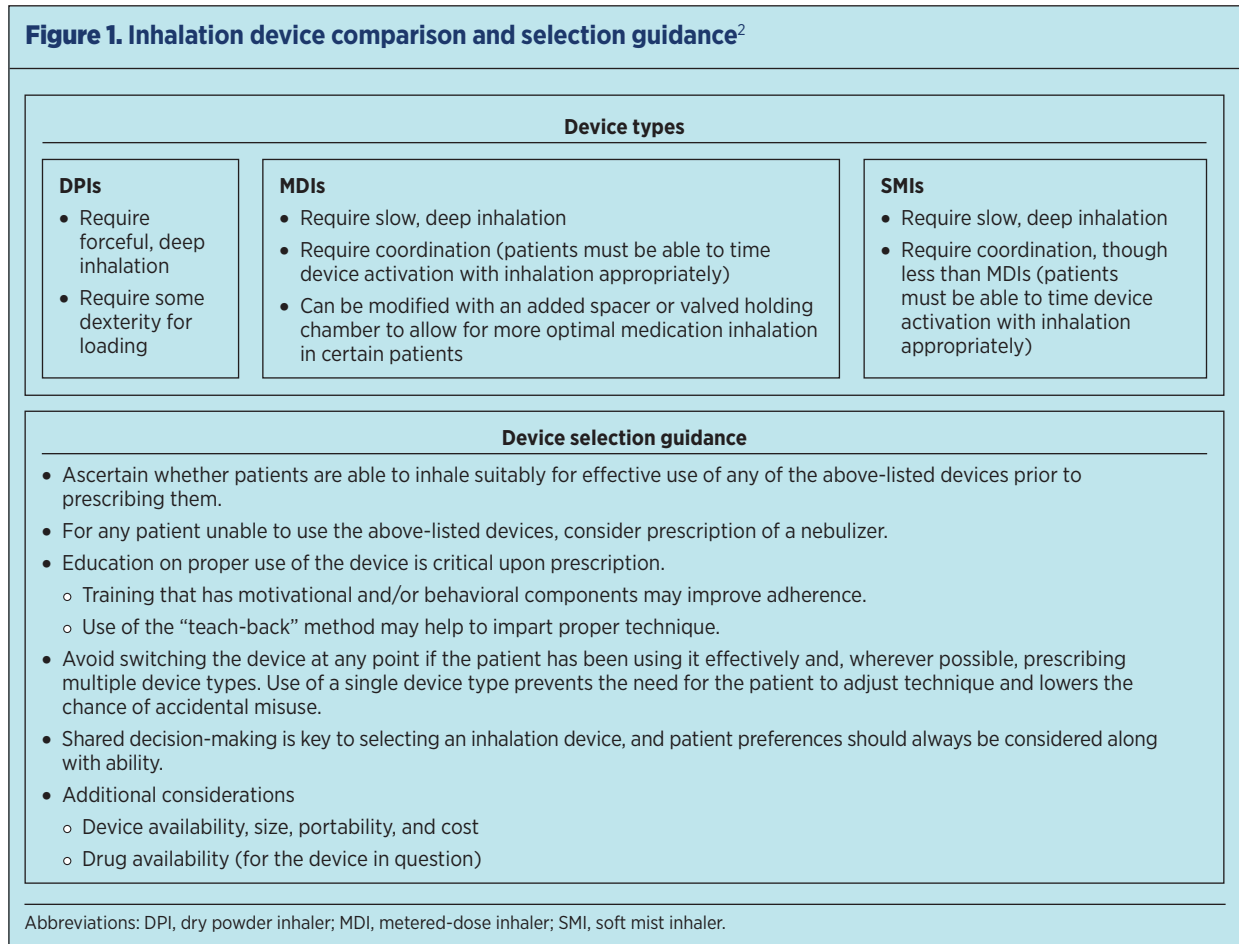 Figure 1. Inhalation device comparison and selection guidance2
Device types
DPIs
• Require
forceful, deep
inhalation
• Require some
dexterity for
loading
MDIs
• Require slow, deep inhalation
• Require coordination (patients must be able to time
device activation with inhalation appropriately)
• Can be modified with an added spacer or valved holding
chamber to allow for more optimal medication inhalation
in certain patients
SMIs
• Require slow, deep inhalation
• Require coordination, though
less than MDIs (patients
must be able to time device
activation with inhalation
appropriately)
Device selection guidance
• Ascertain whether patients are able to inhale suitably for effective use of any of the above-listed devices prior to
prescribing them.
• For any patient unable to use the above-listed devices, consider prescription of a nebulizer.
• Education on proper use of the device is critical upon prescription.
○ Training that has motivational and/or behavioral components may improve adherence.
○ Use of the “teach-back” method may help to impart proper technique.
• Avoid switching the device at any point if the patient has been using it effectively and, wherever possible, prescribing
multiple device types. Use of a single device type prevents the need for the patient to adjust technique and lowers the
chance of accidental misuse.
• Shared decision-making is key to selecting an inhalation device, and patient preferences should always be considered along
with ability.
• Additional considerations
○ Device availability, size, portability, and cost
○ Drug availability (for the device in question)
Abbreviations: DPI, dry powder inhaler; MDI, metered-dose inhaler; SMI, soft mist inhaler.